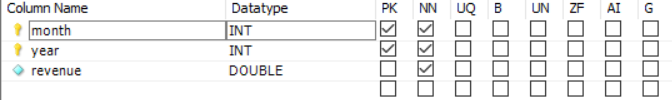 Column Name Datatype PK NN UQ B UN ZF AI G
month INT
year INT
revenue DOUBLE